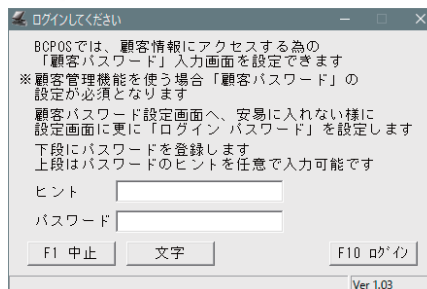 ログインしてください
BCPOSでは、顧客情報にアクセスする為の
「顧客パスワード」入力画面を設定できます
※顧客管理機能を使う場合「顧客パスワード」の
設定が必須となります
顧客パスワード設定画面へ、安易に入れない様に
設定画面に更に「ログイン パスワード」を設定します
下段にパスワードを登録します
上段はパスワードのヒントを任意で入力可能です
ヒント
パスワード
F1 中止 文字 F10 ログイン
Ver 1.03